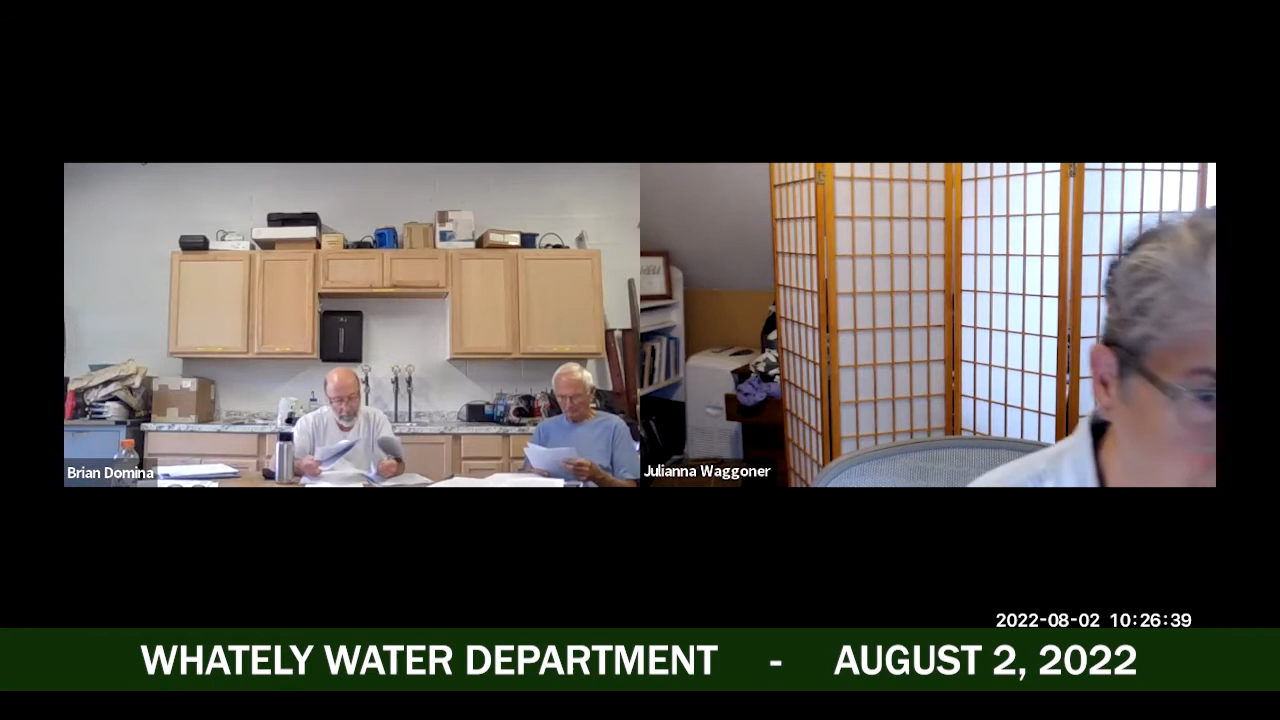 Brian Domina
Julianna Waggoner
2022-08-02 10:26:39
WHATELY WATER DEPARTMENT - AUGUST 2, 2022